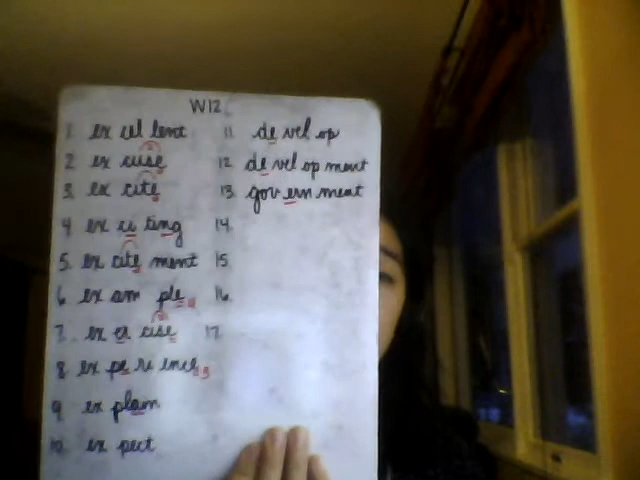 W12
1. ex cel lent
2. ex cuse
3. ex cite
4. ex ci ting
5. ex cite ment
6. ex am ple
7. ex er cise
8. ex pe ri ence
9. ex plain
10. ex pect
11. de vel op
12. de vel op ment
13. gov ern ment
14.
15.
16.
17.